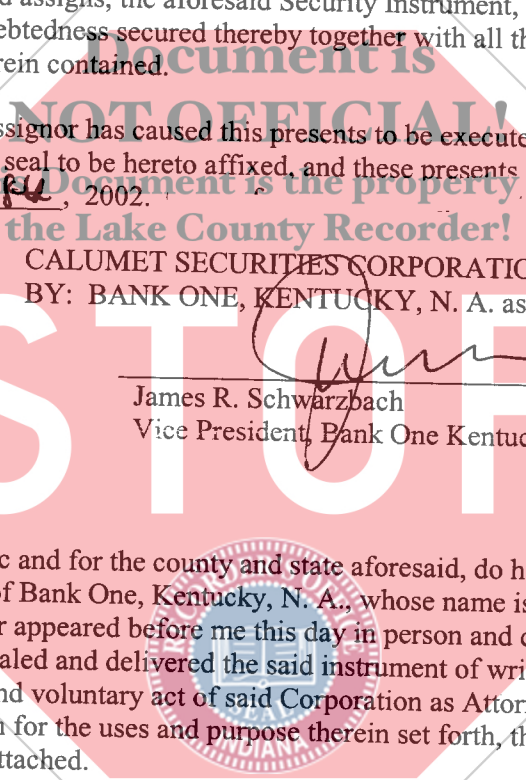 d assigns, the aforesaid Security Instrument,
ebtedness secured thereby together with all th
rein contained.
Document is
NOT OFFICIAL!
ssignor has caused this presents to be execute
seal to be hereto affixed, and these presents
, 2002.
Document is the property
the Lake County Recorder!
CALUMET SECURITIES CORPORATIO
BY: BANK ONE, KENTUCKY, N. A. as
STOP
James R. Schwarzbach
Vice President, Bank One Kentuc
c and for the county and state aforesaid, do h
of Bank One, Kentucky, N. A., whose name is
r appeared before me this day in person and
aled and delivered the said instrument of wri
nd voluntary act of said Corporation as Attor
n for the uses and purpose therein set forth, th
ttached.
SEAL
INDIANA